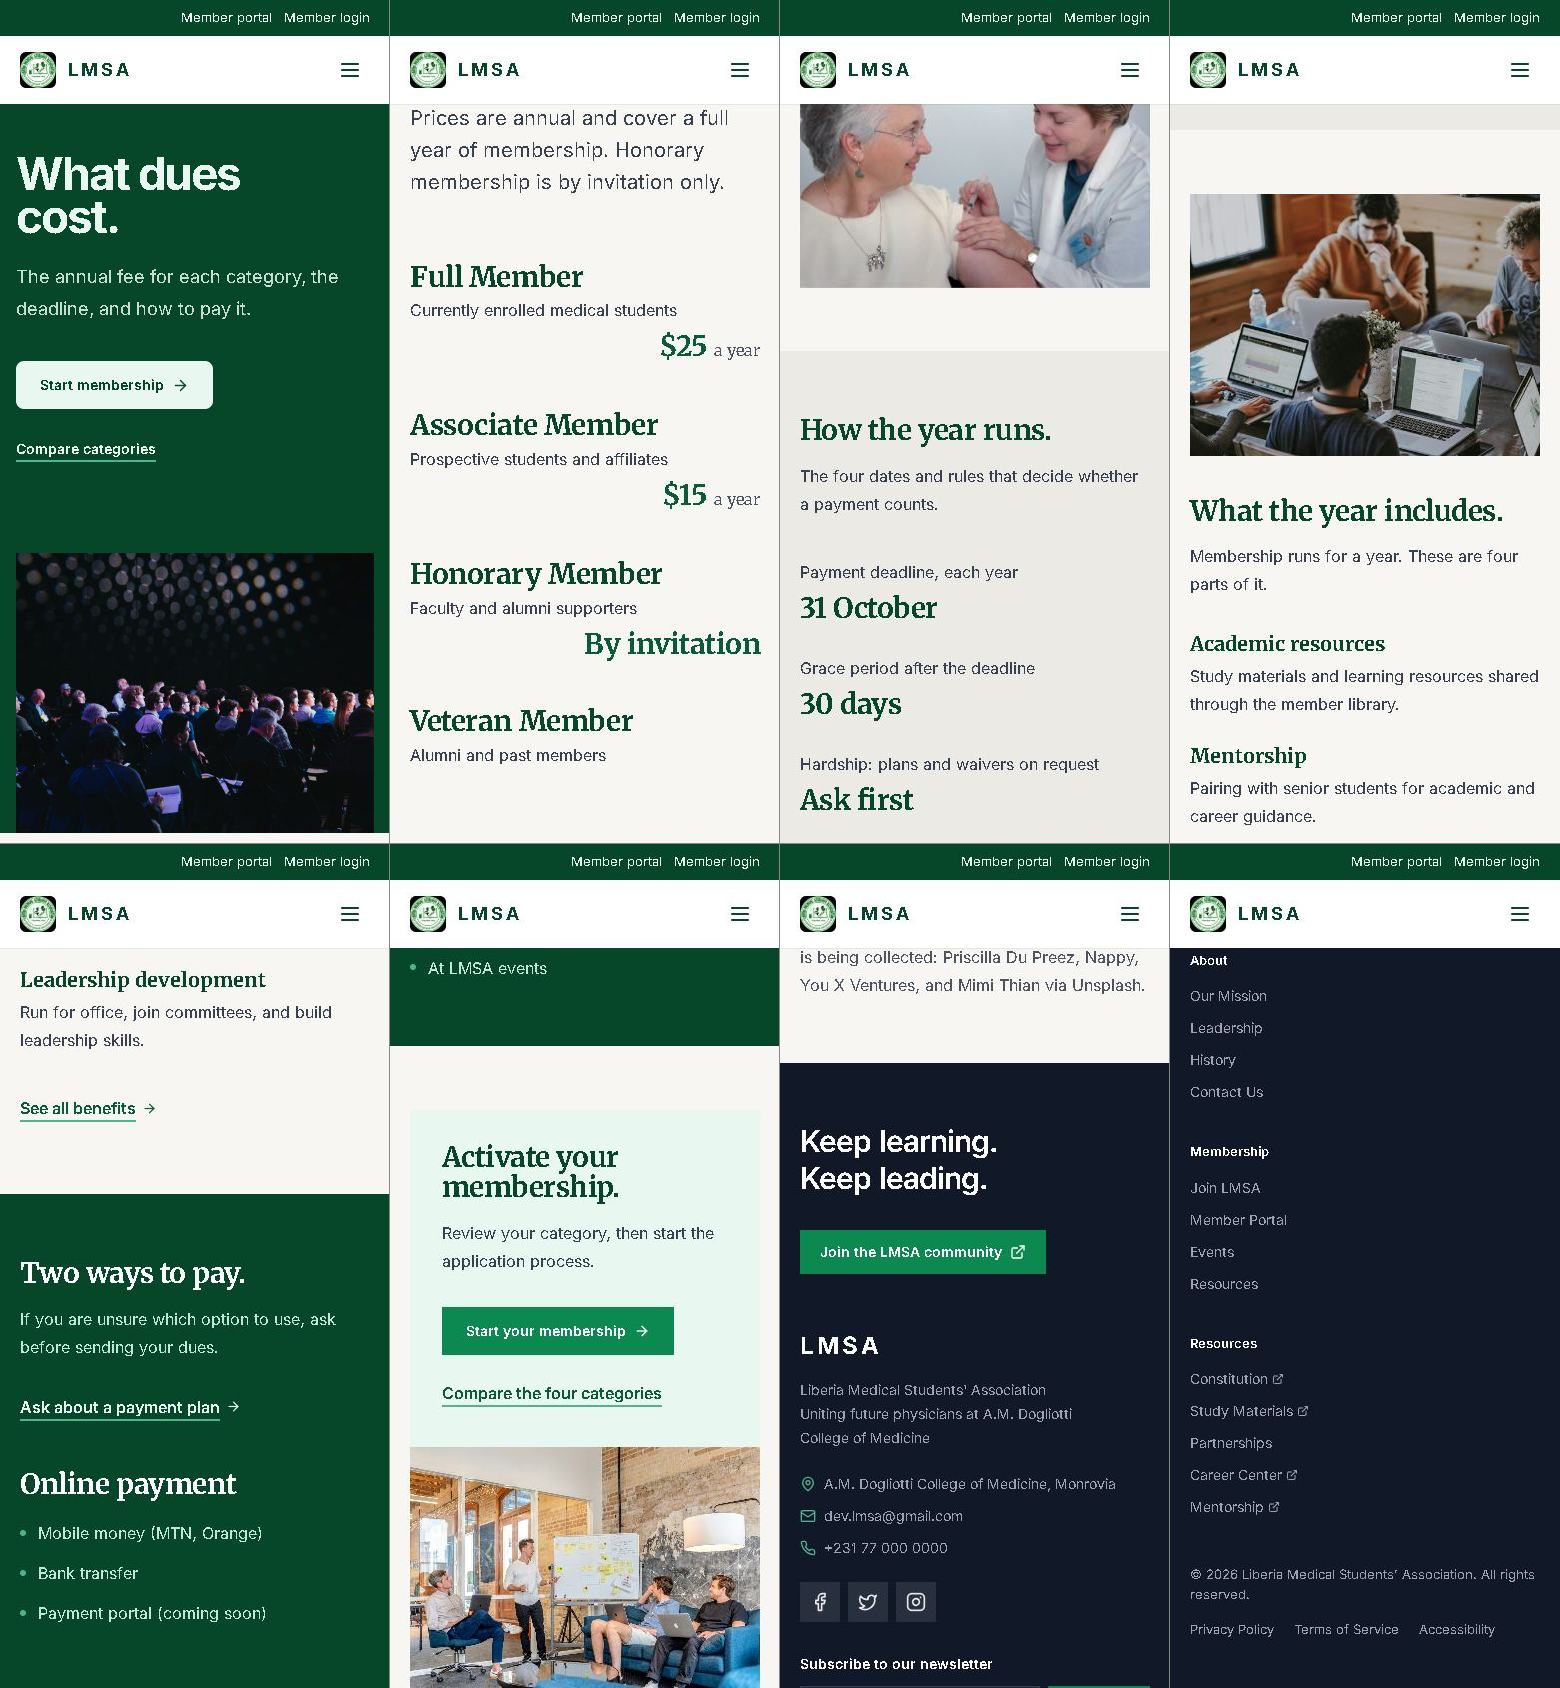 Member portal Member login
LMSA
What dues
cost.
The annual fee for each category, the
deadline, and how to pay it.
Start membership
Compare categories
Member portal Member login
LMSA
Prices are annual and cover a full
year of membership. Honorary
membership is by invitation only.
Full Member
Currently enrolled medical students
$25 a year
Associate Member
Prospective students and affiliates
$15 a year
Honorary Member
Faculty and alumni supporters
By invitation
Veteran Member
Alumni and past members
Member portal Member login
LMSA
How the year runs.
The four dates and rules that decide whether
a payment counts.
Payment deadline, each year
31 October
Grace period after the deadline
30 days
Hardship: plans and waivers on request
Ask first
Member portal Member login
LMSA
What the year includes.
Membership runs for a year. These are four
parts of it.
Academic resources
Study materials and learning resources shared
through the member library.
Mentorship
Pairing with senior students for academic and
career guidance.
Member portal Member login
LMSA
Leadership development
Run for office, join committees, and build
leadership skills.
See all benefits
Two ways to pay.
If you are unsure which option to use, ask
before sending your dues.
Ask about a payment plan
Online payment
Mobile money (MTN, Orange)
Bank transfer
Payment portal (coming soon)
Member portal Member login
LMSA
At LMSA events
Activate your
membership.
Review your category, then start the
application process.
Start your membership
Compare the four categories
Member portal Member login
LMSA
is being collected: Priscilla Du Preez, Nappy,
You X Ventures, and Mimi Thian via Unsplash.
Keep learning.
Keep leading.
Join the LMSA community
LMSA
Liberia Medical Students' Association
Uniting future physicians at A.M. Dogliotti
College of Medicine
A.M. Dogliotti College of Medicine, Monrovia
dev.lmsa@gmail.com
+231 77 000 0000
Subscribe to our newsletter
Member portal Member login
LMSA
About
Our Mission
Leadership
History
Contact Us
Membership
Join LMSA
Member Portal
Events
Resources
Resources
Constitution
Study Materials
Partnerships
Career Center
Mentorship
© 2026 Liberia Medical Students' Association. All rights
reserved.
Privacy Policy Terms of Service Accessibility